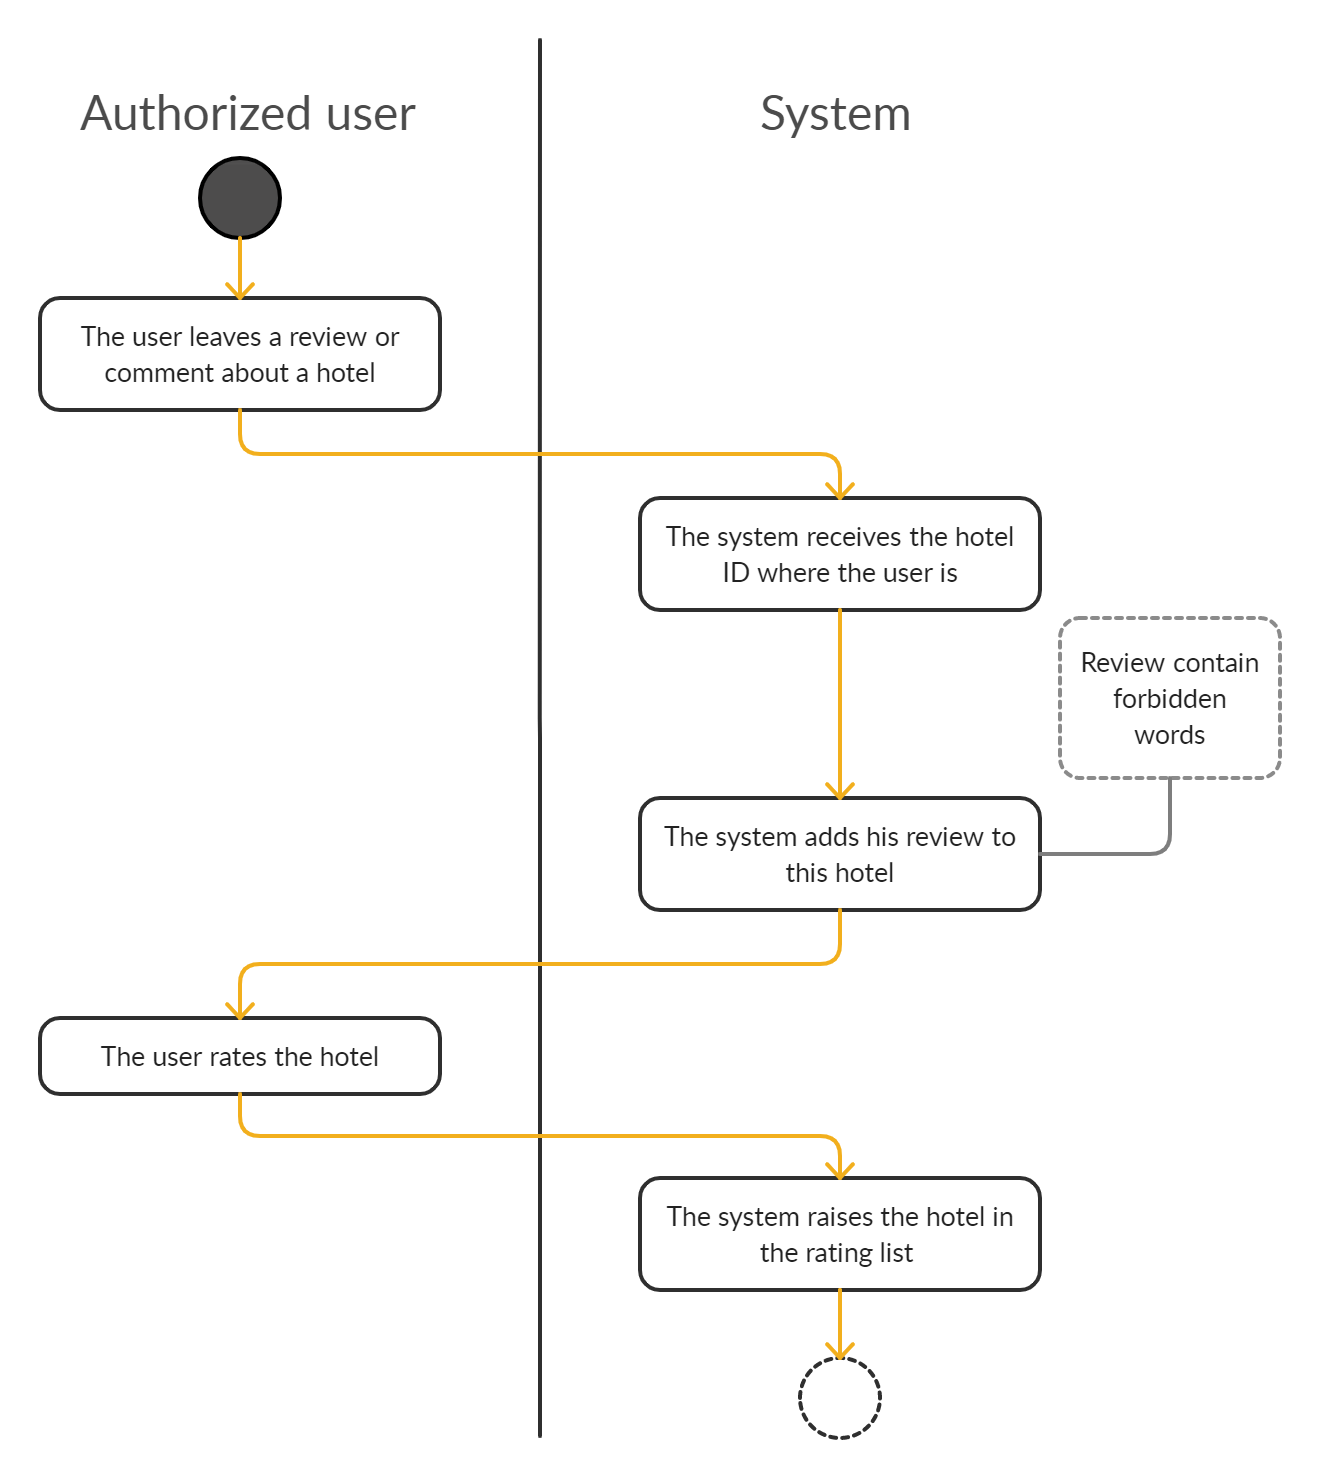 Authorized user
System
The user leaves a review or
comment about a hotel
The system receives the hotel
ID where the user is
Review contain
forbidden
words
The system adds his review to
this hotel
The user rates the hotel
The system raises the hotel in
the rating list